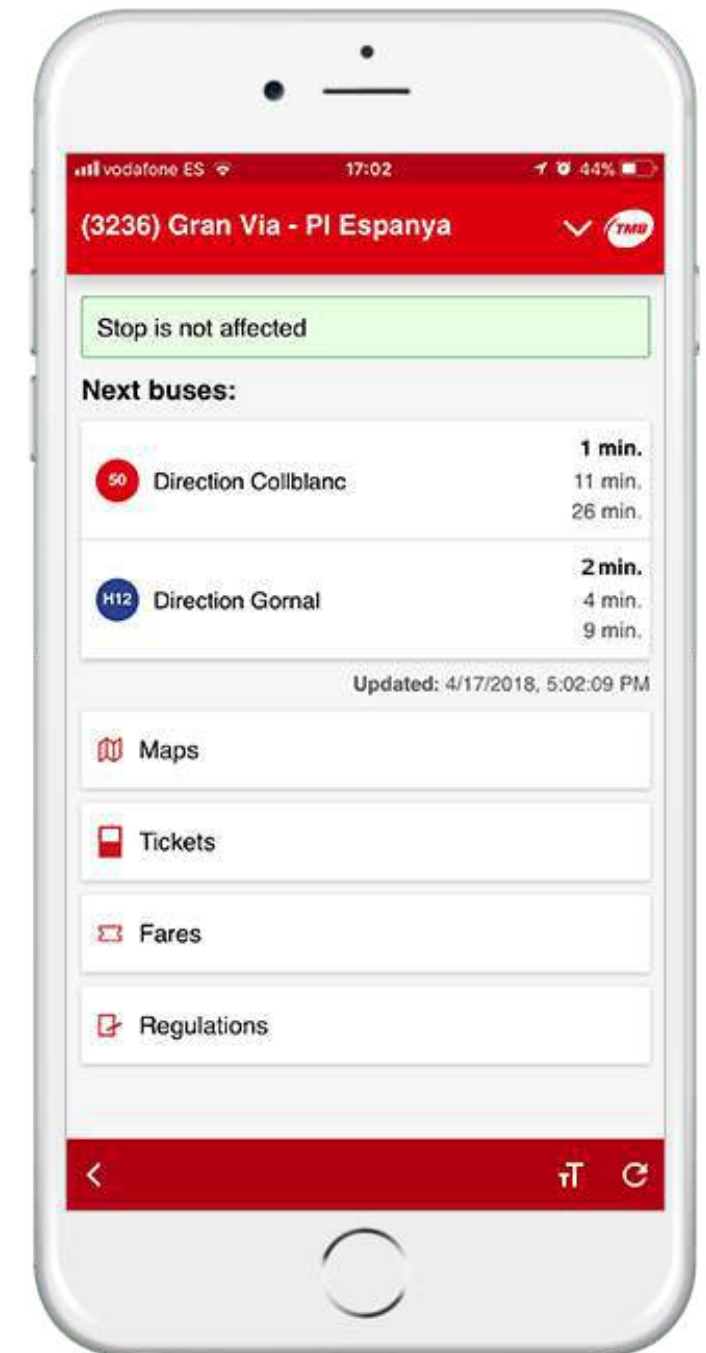 vodafone ES 17:02 44%
(3236) Gran Via - Pl Espanya TMB
Stop is not affected
Next buses:
1 min.
50 Direction Collblanc 11 min.
26 min.
2 min.
H12 Direction Gornal 4 min.
9 min.
Updated: 4/17/2018, 5:02:09 PM
Maps
Tickets
Fares
Regulations
TT